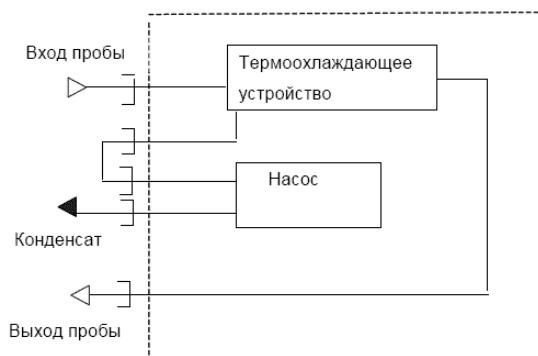 Вход пробы
Термоохлаждающее
устройство
Насос
Конденсат
Выход пробы